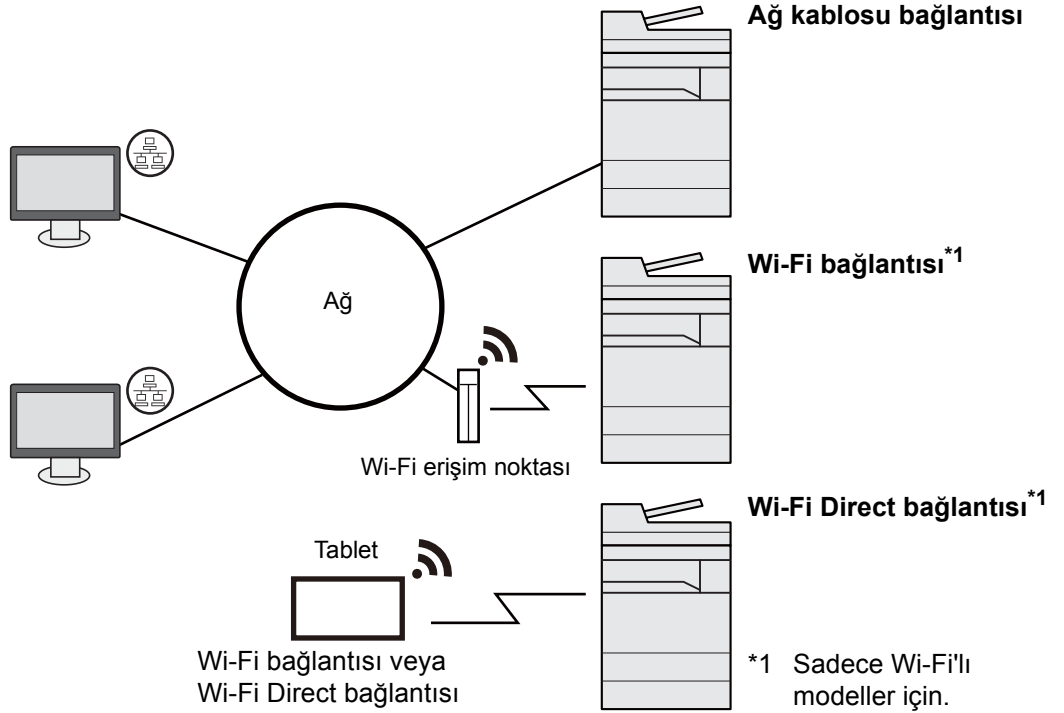 Ağ kablosu bağlantısı
Ağ
Wi-Fi bağlantısı*1
Wi-Fi erişim noktası
Wi-Fi Direct bağlantısı*1
Tablet
Wi-Fi bağlantısı veya
Wi-Fi Direct bağlantısı
*1 Sadece Wi-Fi'lı
modeller için.